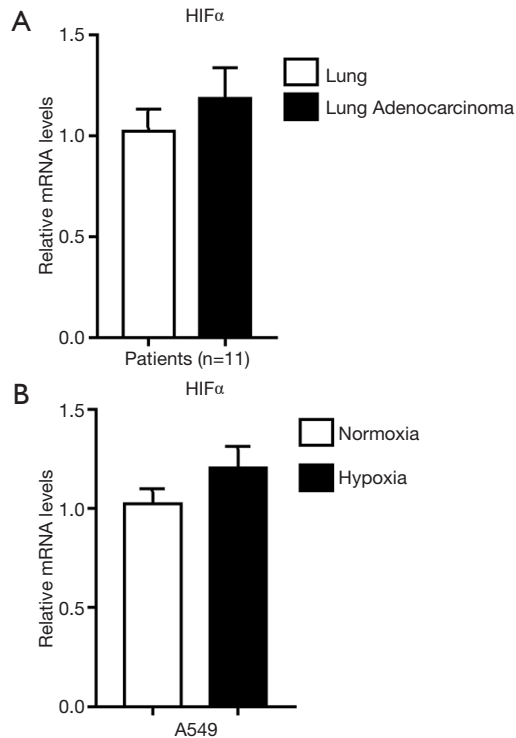 A
HIFα
1.5
1.0
0.5
0.0
Relative mRNA levels
Lung
Lung Adenocarcinoma
Patients (n=11)
B
HIFα
1.5
1.0
0.5
0.0
Relative mRNA levels
Normoxia
Hypoxia
A549